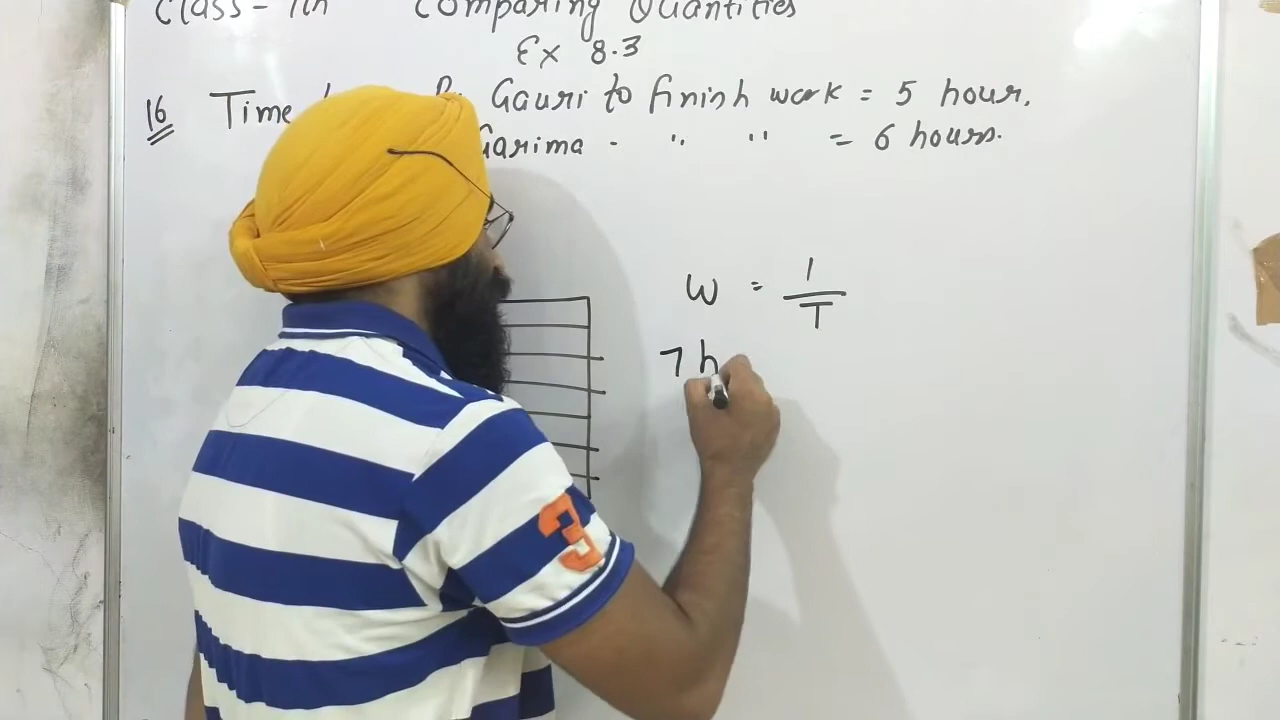 Class - 7th Comparing Quantities
Ex 8.3
16 Time Gauri to finish work = 5 hour.
Garima - " " = 6 hours.
W = 1/T
7 h
3